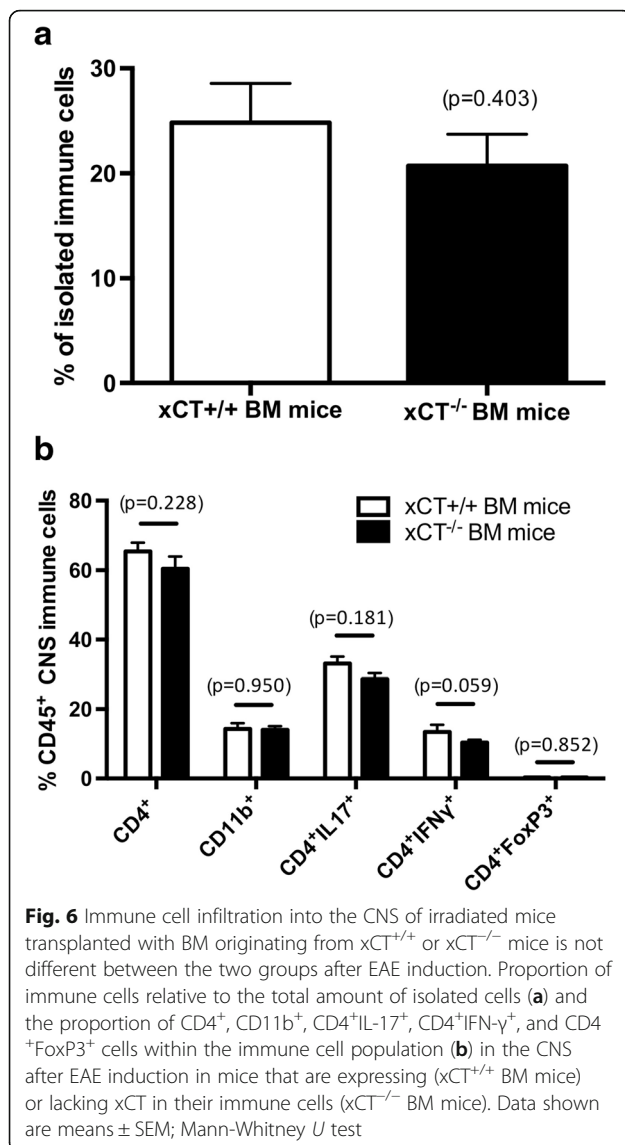 a
30
20
10
0
% of isolated immune cells
(p=0.403)
xCT+/+ BM mice
xCT-/- BM mice
b
80
60
40
20
0
% CD45+ CNS immune cells
xCT+/+ BM mice
xCT-/- BM mice
(p=0.228)
(p=0.950)
(p=0.181)
(p=0.059)
(p=0.852)
CD4+
CD11b+
CD4+IL17+
CD4+IFNγ+
CD4+FoxP3+
Fig. 6 Immune cell infiltration into the CNS of irradiated mice
transplanted with BM originating from xCT+/+ or xCT−/− mice is not
different between the two groups after EAE induction. Proportion of
immune cells relative to the total amount of isolated cells (a) and
the proportion of CD4+, CD11b+, CD4+IL-17+, CD4+IFN-γ+, and CD4
+FoxP3+ cells within the immune cell population (b) in the CNS
after EAE induction in mice that are expressing (xCT+/+ BM mice)
or lacking xCT in their immune cells (xCT−/− BM mice). Data shown
are means ± SEM; Mann-Whitney U test